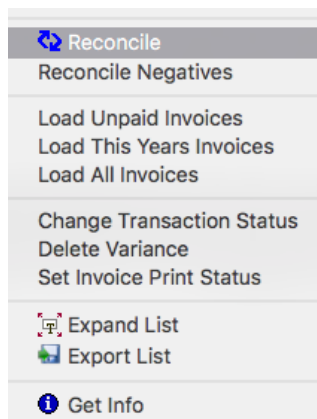 Reconcile
Reconcile Negatives
Load Unpaid Invoices
Load This Years Invoices
Load All Invoices
Change Transaction Status
Delete Variance
Set Invoice Print Status
Expand List
Export List
Get Info